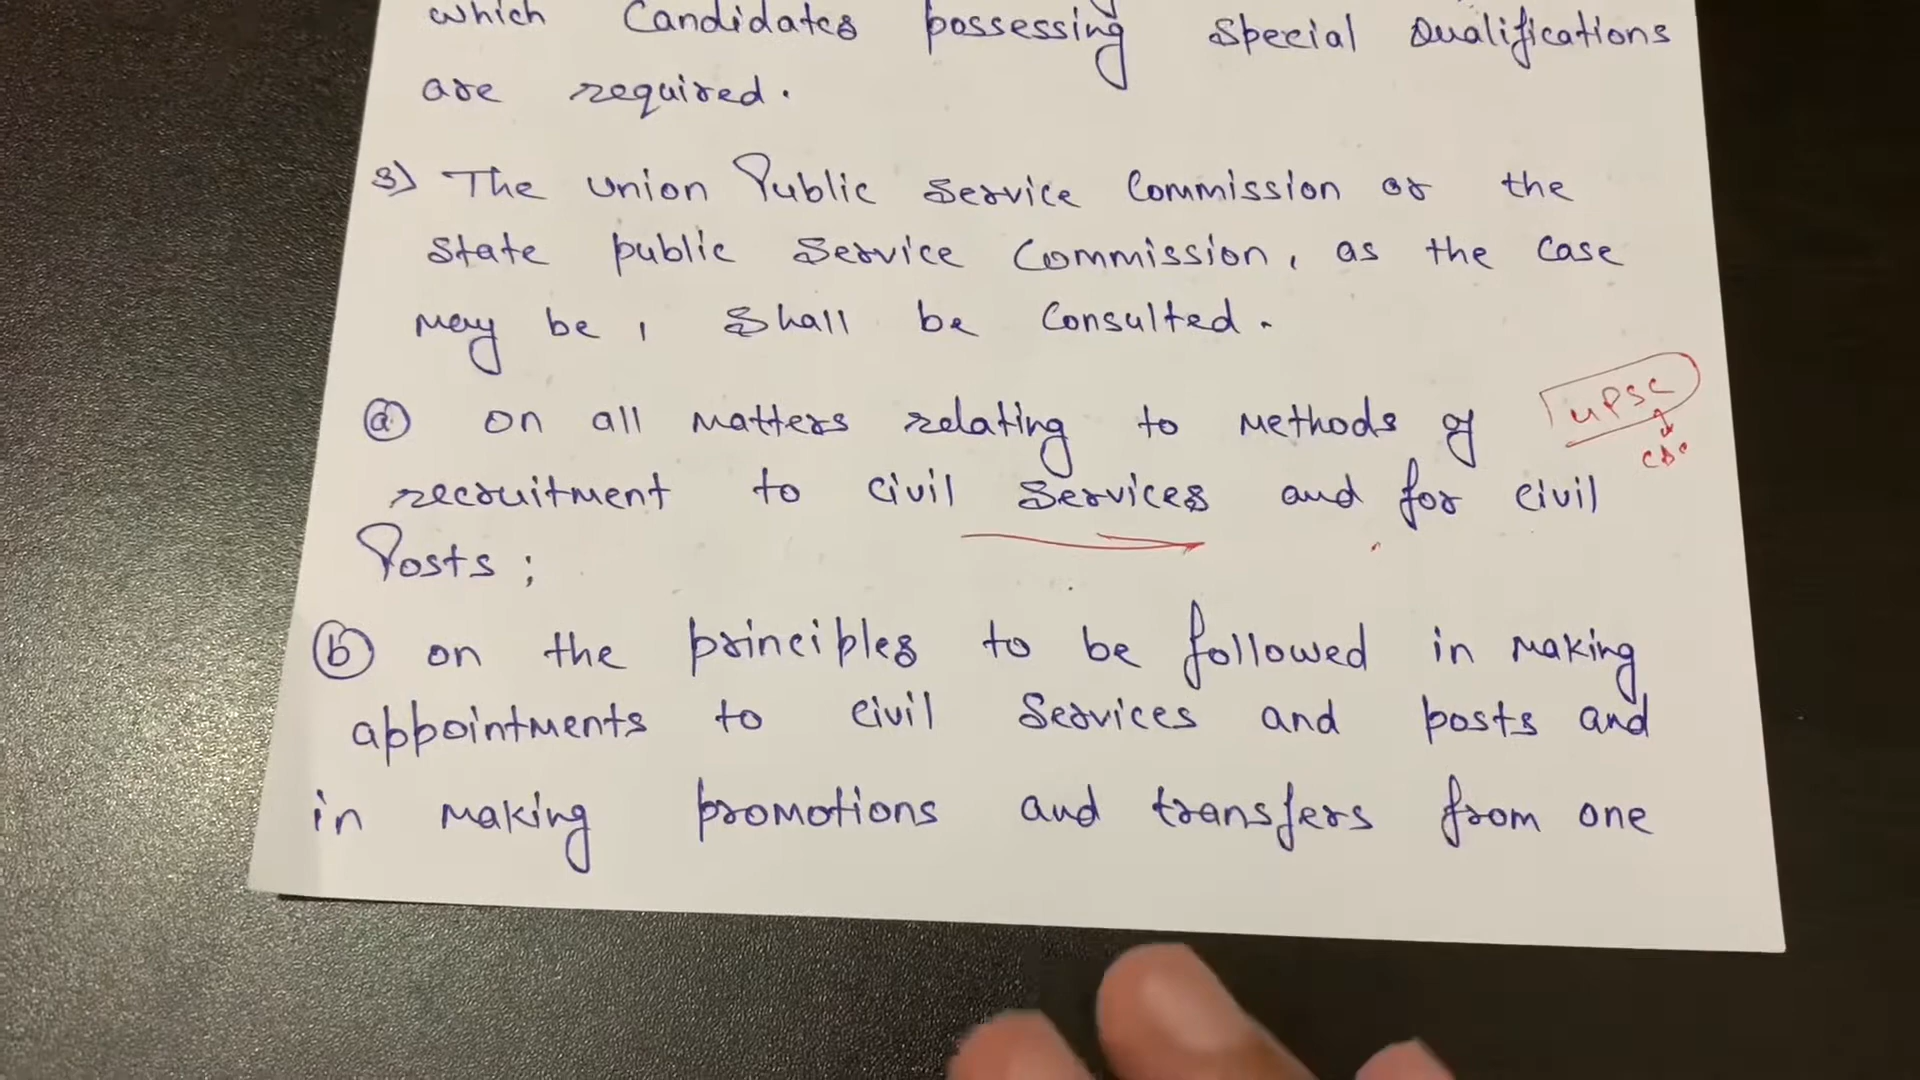 which Candidates possessing special Qualifications
are required.
3) The union Public Service Commission or the
State public Service Commission, as the case
may be, shall be consulted.
(a) on all matters relating to methods of
UPSC
recruitment to civil services and for civil
Posts;
(b) on the principles to be followed in making
appointments to civil services and posts and
in making promotions and transfers from one